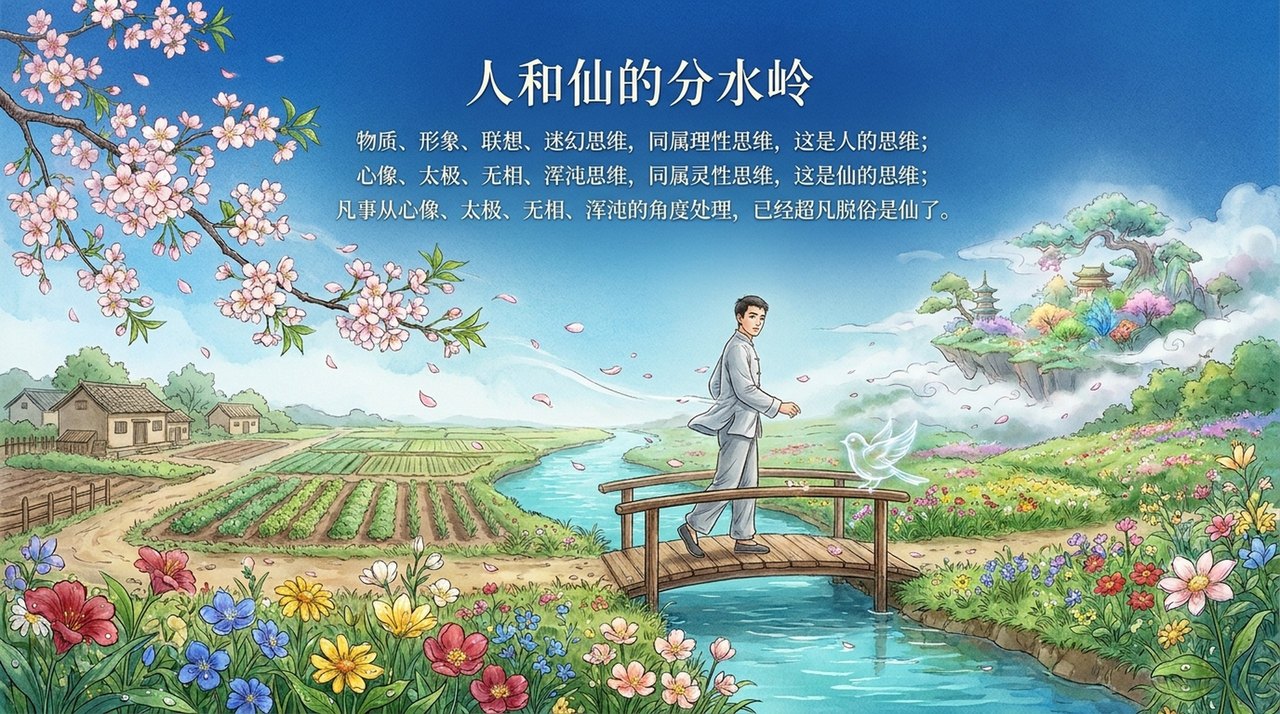 人和仙的分水岭
物质、形象、联想、迷幻思维，同属理性思维，这是人的思维；
心像、太极、无相、浑沌思维，同属灵性思维，这是仙的思维；
凡事从心像、太极、无相、浑沌的角度处理，已经超凡脱俗是仙了。